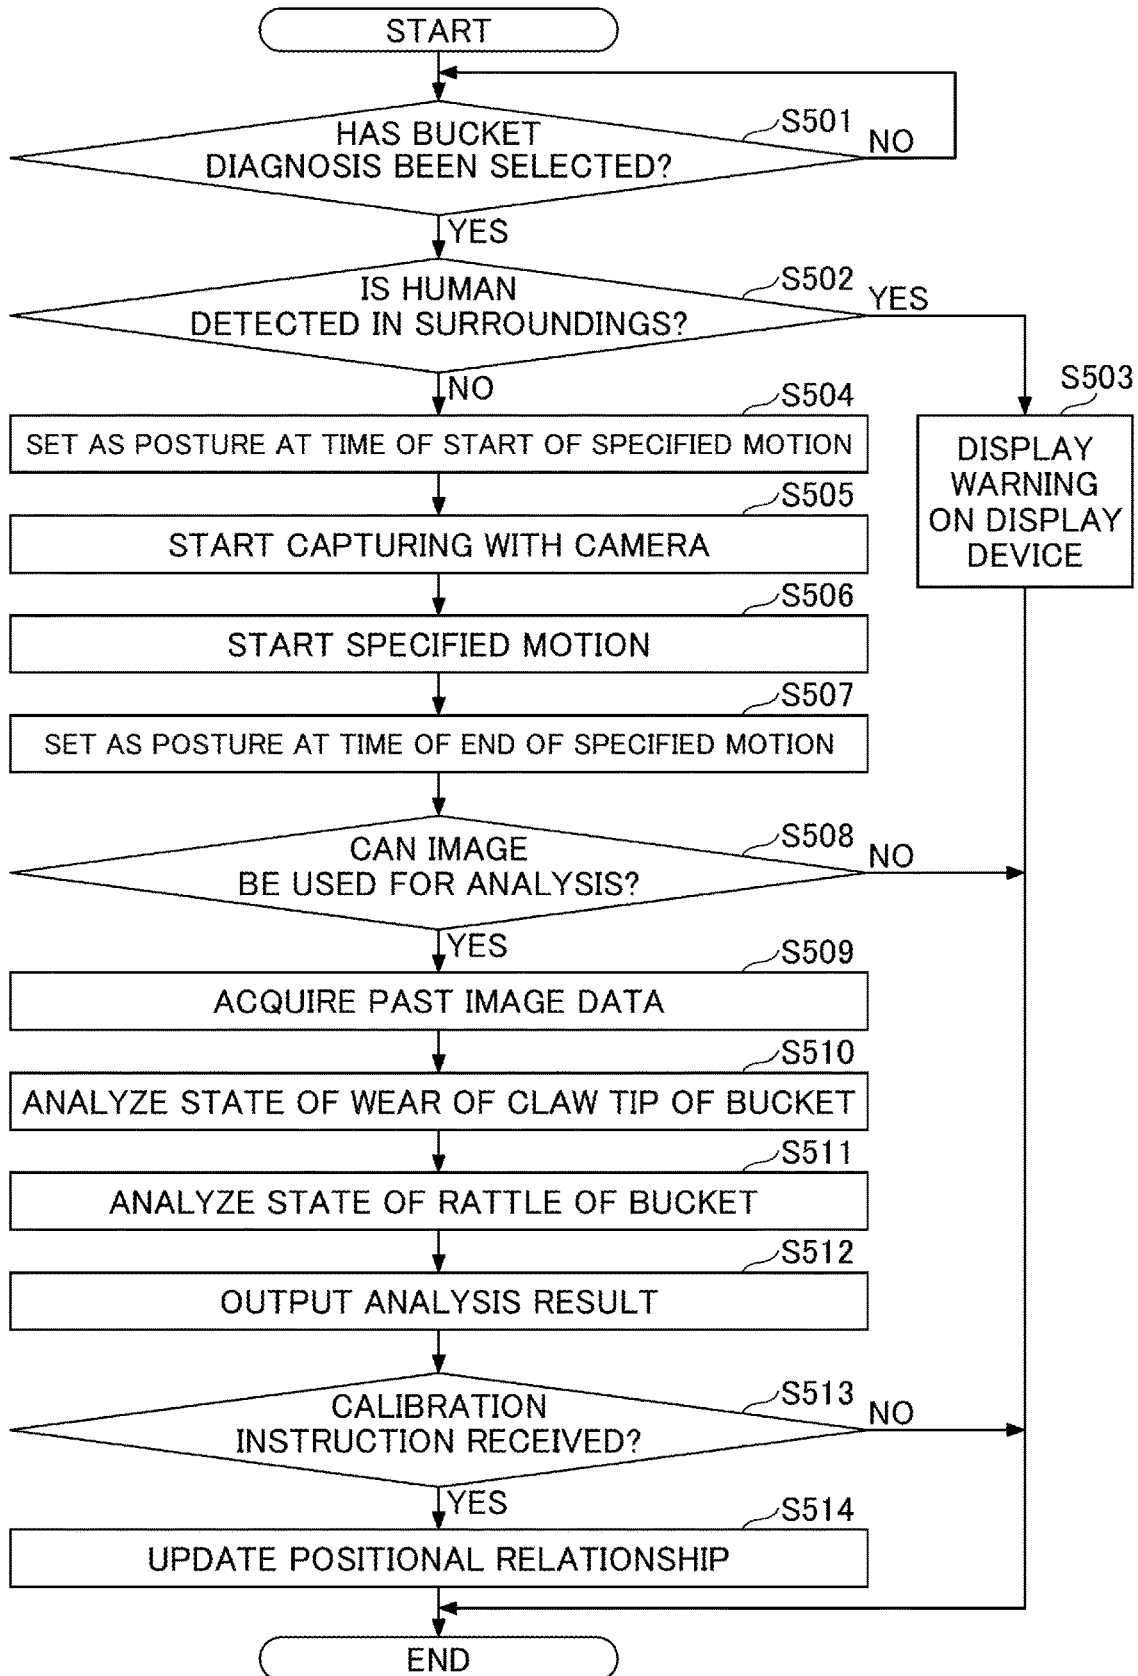 START
S501
HAS BUCKET
DIAGNOSIS BEEN SELECTED?
NO
YES
S502
IS HUMAN
DETECTED IN SURROUNDINGS?
YES
NO
S503
DISPLAY
WARNING
ON DISPLAY
DEVICE
S504
SET AS POSTURE AT TIME OF START OF SPECIFIED MOTION
S505
START CAPTURING WITH CAMERA
S506
START SPECIFIED MOTION
S507
SET AS POSTURE AT TIME OF END OF SPECIFIED MOTION
S508
CAN IMAGE
BE USED FOR ANALYSIS?
NO
YES
S509
ACQUIRE PAST IMAGE DATA
S510
ANALYZE STATE OF WEAR OF CLAW TIP OF BUCKET
S511
ANALYZE STATE OF RATTLE OF BUCKET
S512
OUTPUT ANALYSIS RESULT
S513
CALIBRATION
INSTRUCTION RECEIVED?
NO
YES
S514
UPDATE POSITIONAL RELATIONSHIP
END